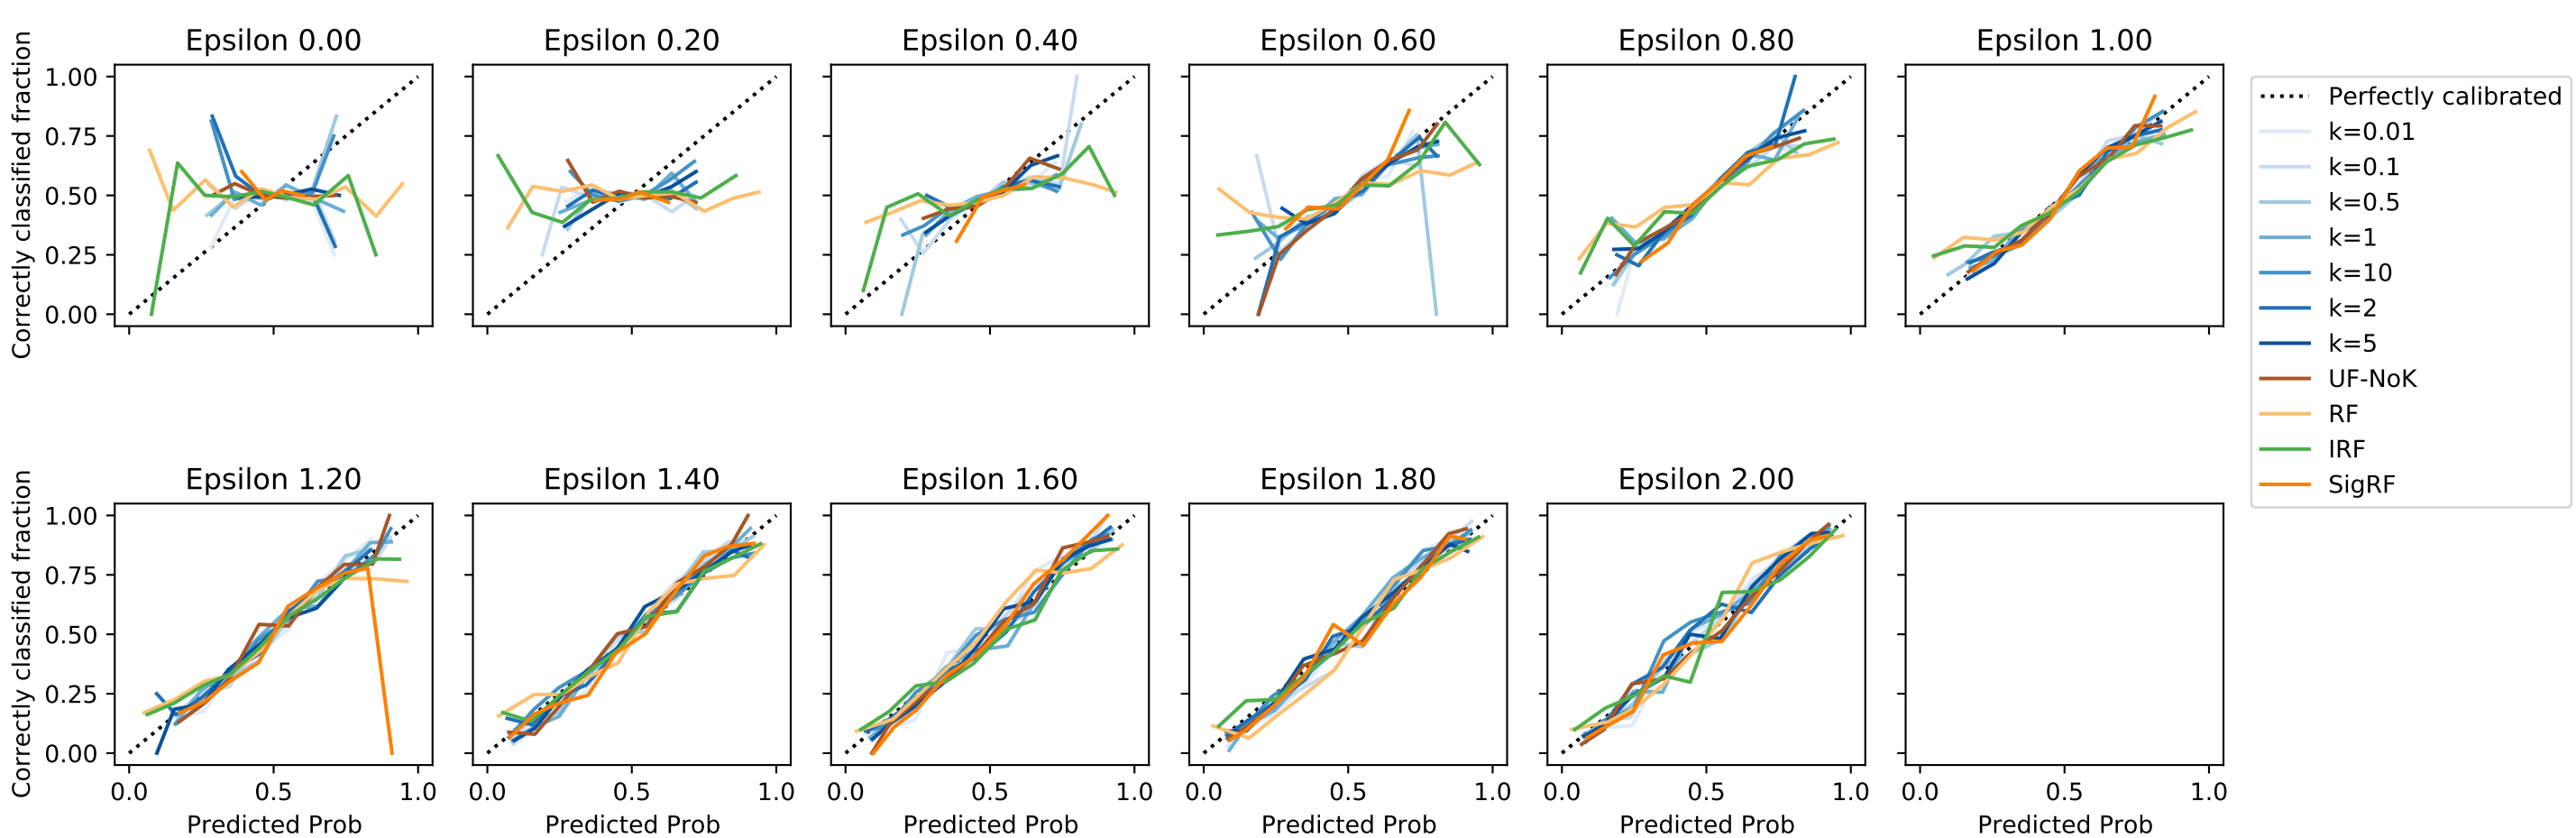 Epsilon 0.00
Epsilon 0.20
Epsilon 0.40
Epsilon 0.60
Epsilon 0.80
Epsilon 1.00
Correctly classified fraction
1.00
0.75
0.50
0.25
0.00
Perfectly calibrated
k=0.01
k=0.1
k=0.5
k=1
k=10
k=2
k=5
UF-NoK
RF
IRF
SigRF
Epsilon 1.20
Epsilon 1.40
Epsilon 1.60
Epsilon 1.80
Epsilon 2.00
Correctly classified fraction
1.00
0.75
0.50
0.25
0.00
0.0 0.5 1.0
0.0 0.5 1.0
0.0 0.5 1.0
0.0 0.5 1.0
0.0 0.5 1.0
0.0 0.5 1.0
Predicted Prob
Predicted Prob
Predicted Prob
Predicted Prob
Predicted Prob
Predicted Prob